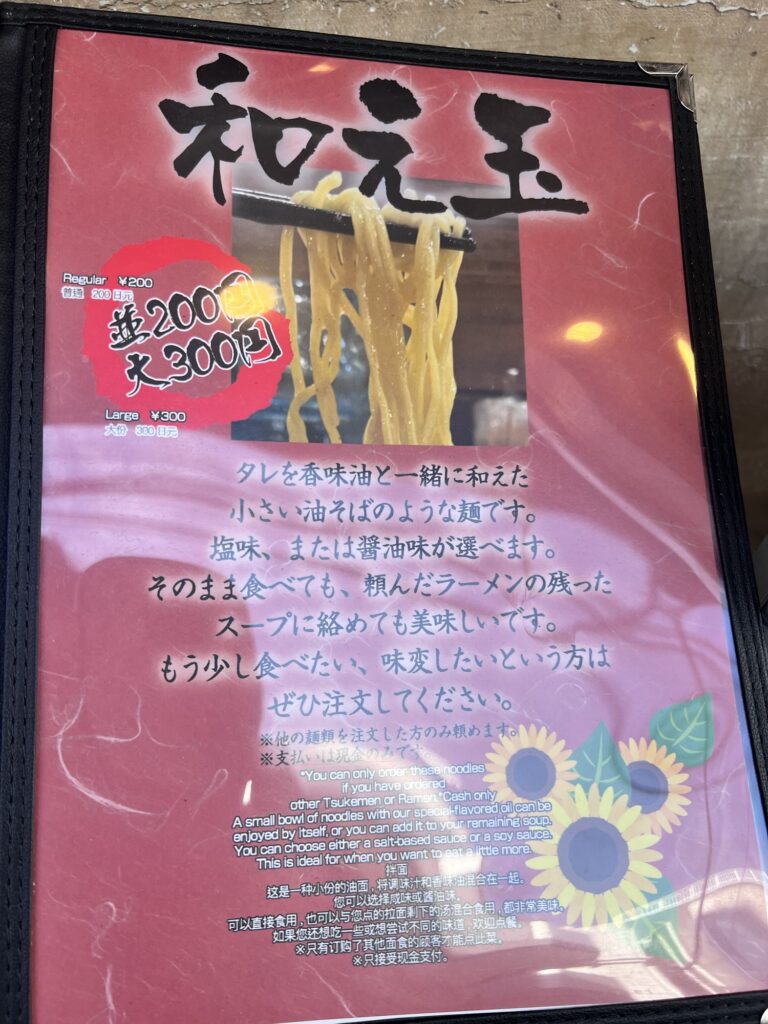 和え玉
Regular ¥200
普通 200日元
並200円
大300円
Large ¥300
大份 300日元
タレを香味油と一緒に和えた
小さい油そばのような麺です。
塩味、または醤油味が選べます。
そのまま食べても、頼んだラーメンの残った
スープに絡めても美味しいです。
もう少し食べたい、味変したいという方は
ぜひ注文してください。
※他の麺類を注文した方のみ頼めます。
※支払いは現金のみです。
*You can only order these noodles
if you have ordered
other Tsukemen or Ramen.*Cash only
A small bowl of noodles with our special-flavored oil can be
enjoyed by itself, or you can add it to your remaining soup.
You can choose either a salt-based sauce or a soy sauce.
This is ideal for when you want to eat a little more.
拌面
这是一种小份的油面，将调味汁和香味油混合在一起。
您可以选择咸味或酱油味。
可以直接食用，也可以与您点的拉面剩下的汤混合食用，都非常美味。
如果您还想吃一些或想尝试不同的味道，欢迎点餐。
※只有订购了其他面食的顾客才能点此菜。
※只接受现金支付。